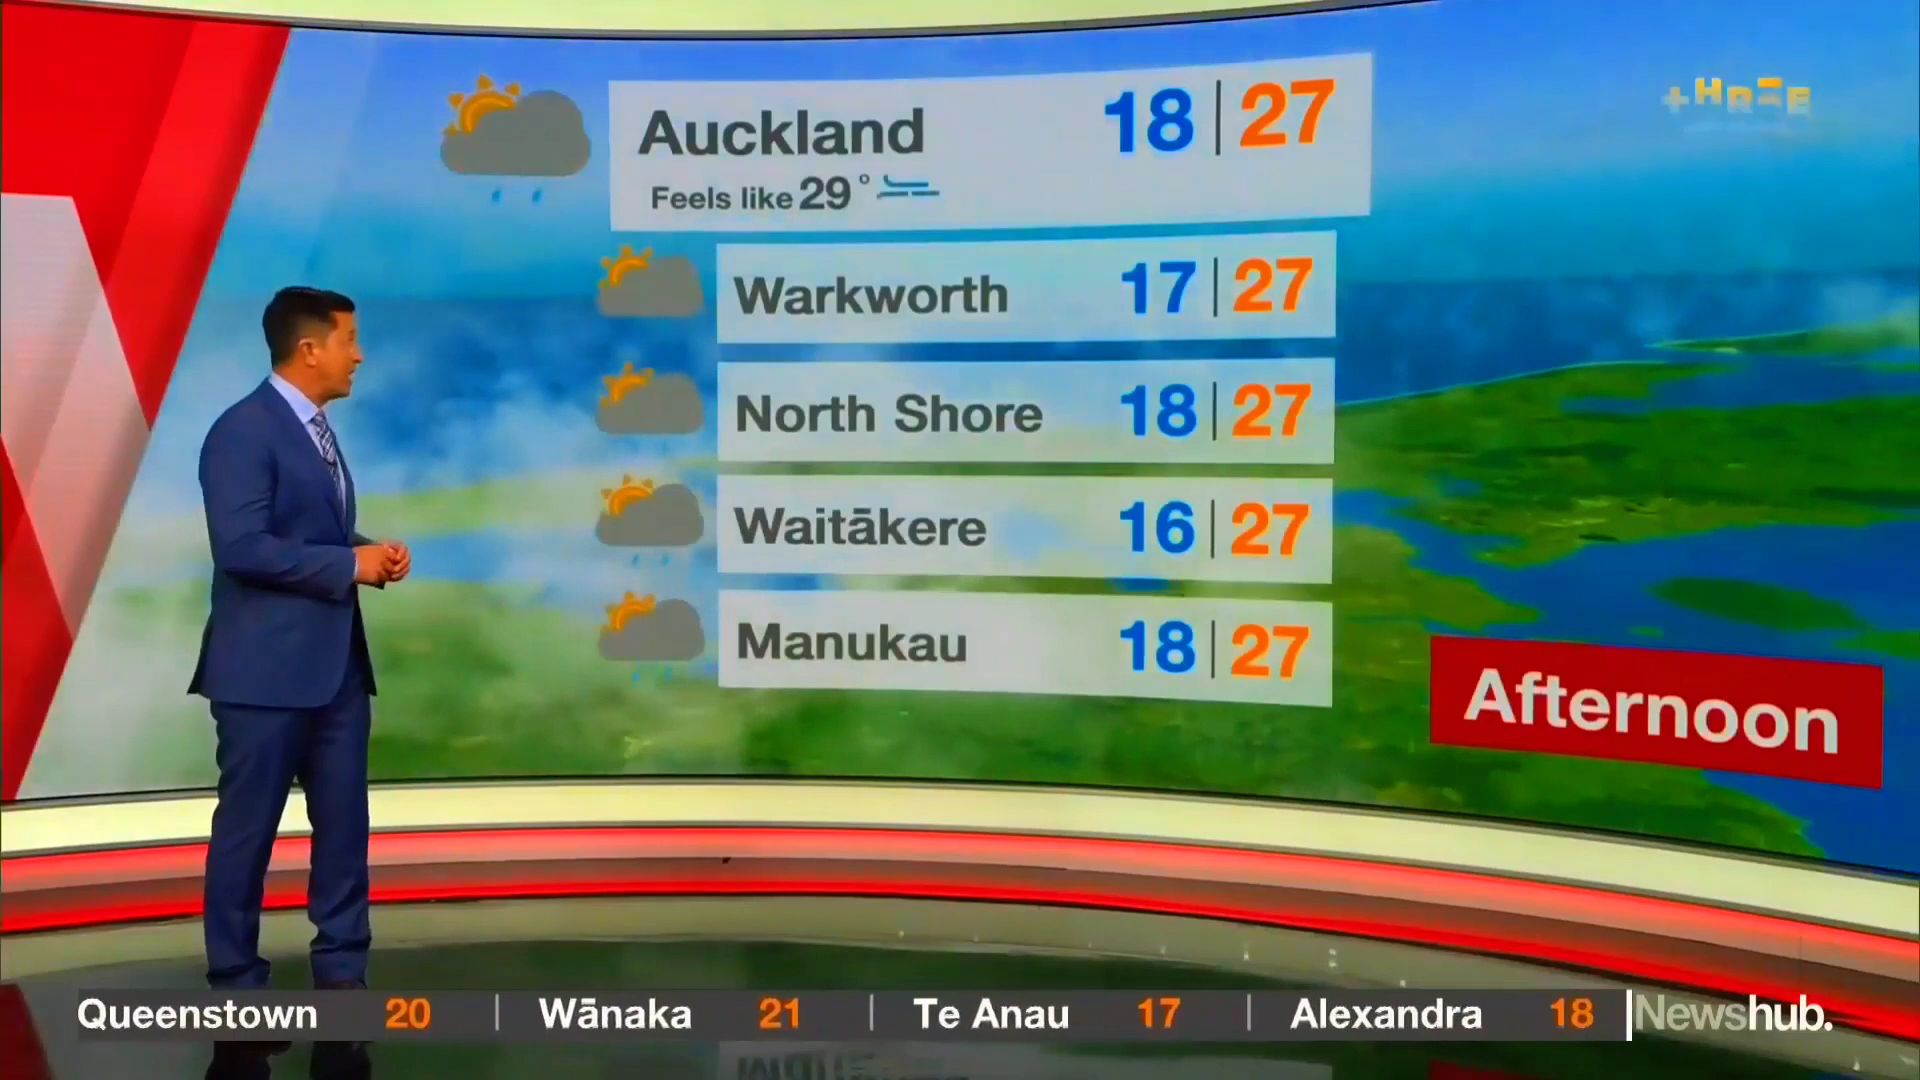 +HR=E
Auckland 18 | 27
Feels like 29°
Warkworth 17 | 27
North Shore 18 | 27
Waitākere 16 | 27
Manukau 18 | 27
Afternoon
Queenstown 20 | Wānaka 21 | Te Anau 17 | Alexandra 18 | Newshub.